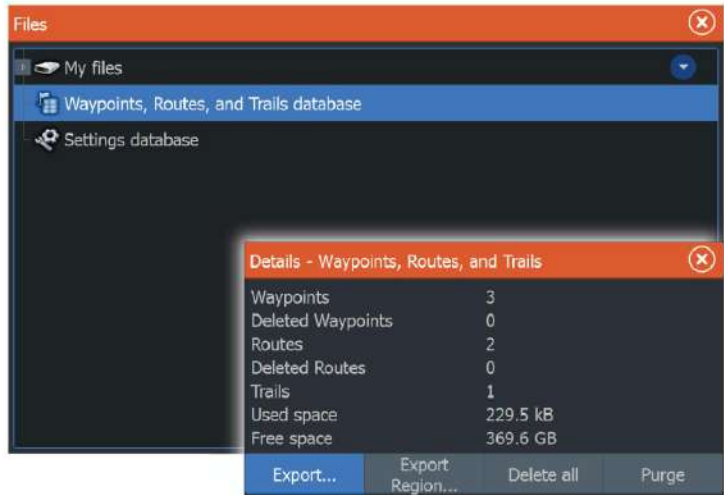 Files
My files
Waypoints, Routes, and Trails database
Settings database
Details - Waypoints, Routes, and Trails
Waypoints 3
Deleted Waypoints 0
Routes 2
Deleted Routes 0
Trails 1
Used space 229.5 kB
Free space 369.6 GB
Export... Export Region... Delete all Purge